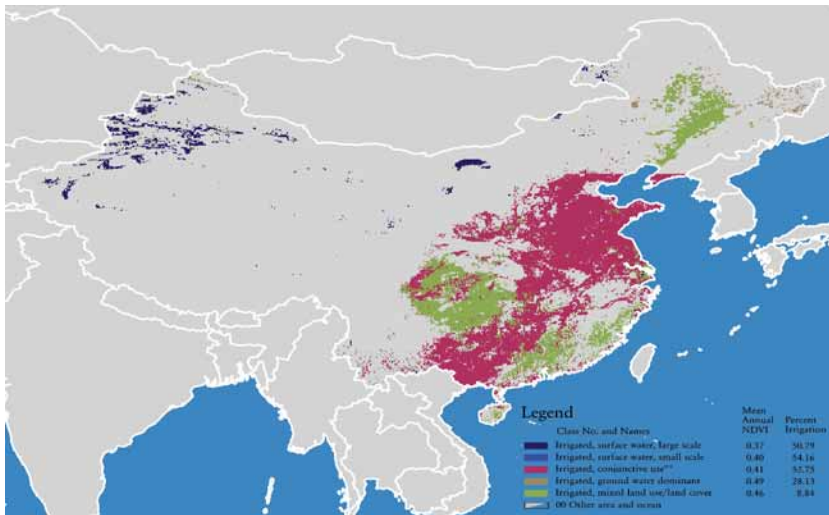 Legend
Class No. and Names Mean Annual NDVI Percent Irrigation
Irrigated, surface water, large scale 0.37 50.79
Irrigated, surface water, small scale 0.40 54.16
Irrigated, conjunctive use 0.41 52.75
Irrigated, ground water dominant 0.49 28.13
Irrigated, mixed land use/land cover 0.46 8.84
00 Other area and ocean